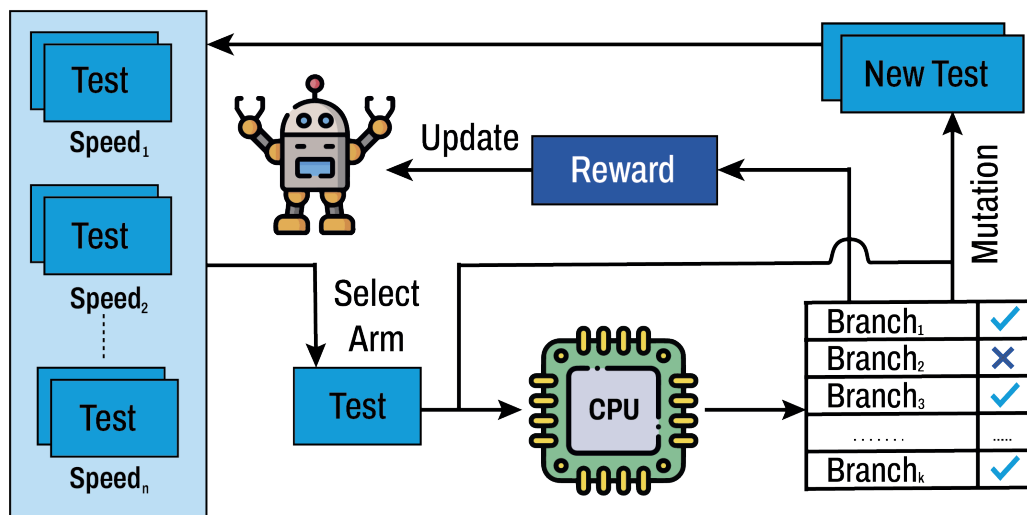 Test
Speed₁
Test
Speed₂
Test
Speedₙ
New Test
Update
Reward
Mutation
Select
Arm
Test
CPU
Branch₁ ✓
Branch₂ ✕
Branch₃ ✓
....... .....
Branchₖ ✓